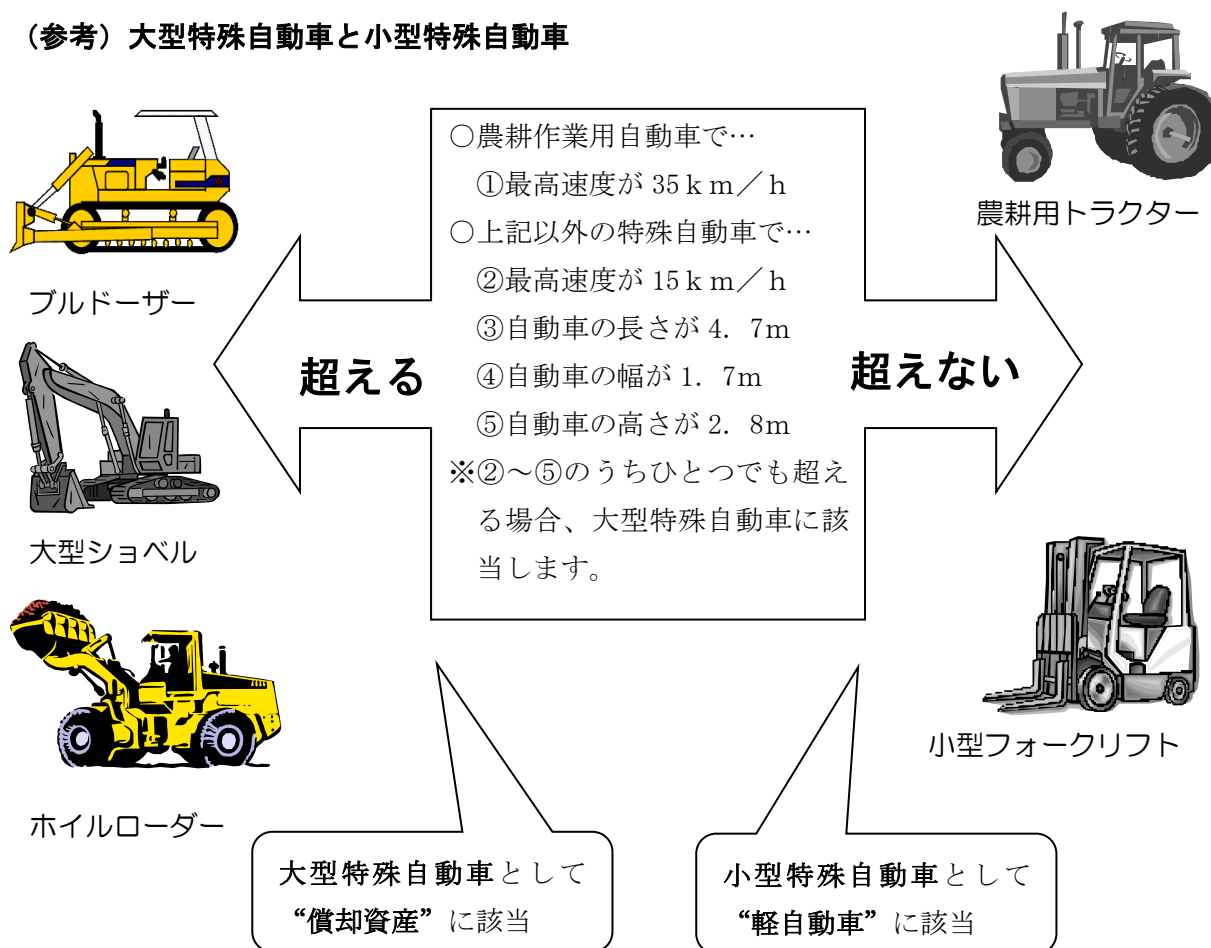 （参考）大型特殊自動車と小型特殊自動車
○農耕作業用自動車で…
①最高速度が 35ｋｍ／ｈ
○上記以外の特殊自動車で…
②最高速度が 15ｋｍ／ｈ
③自動車の長さが 4．7m
④自動車の幅が 1．7m
⑤自動車の高さが 2．8m
※②～⑤のうちひとつでも超え
る場合、大型特殊自動車に該
当します。
超える
超えない
ブルドーザー
大型ショベル
ホイルローダー
農耕用トラクター
小型フォークリフト
大型特殊自動車として
“償却資産”に該当
小型特殊自動車として
“軽自動車”に該当